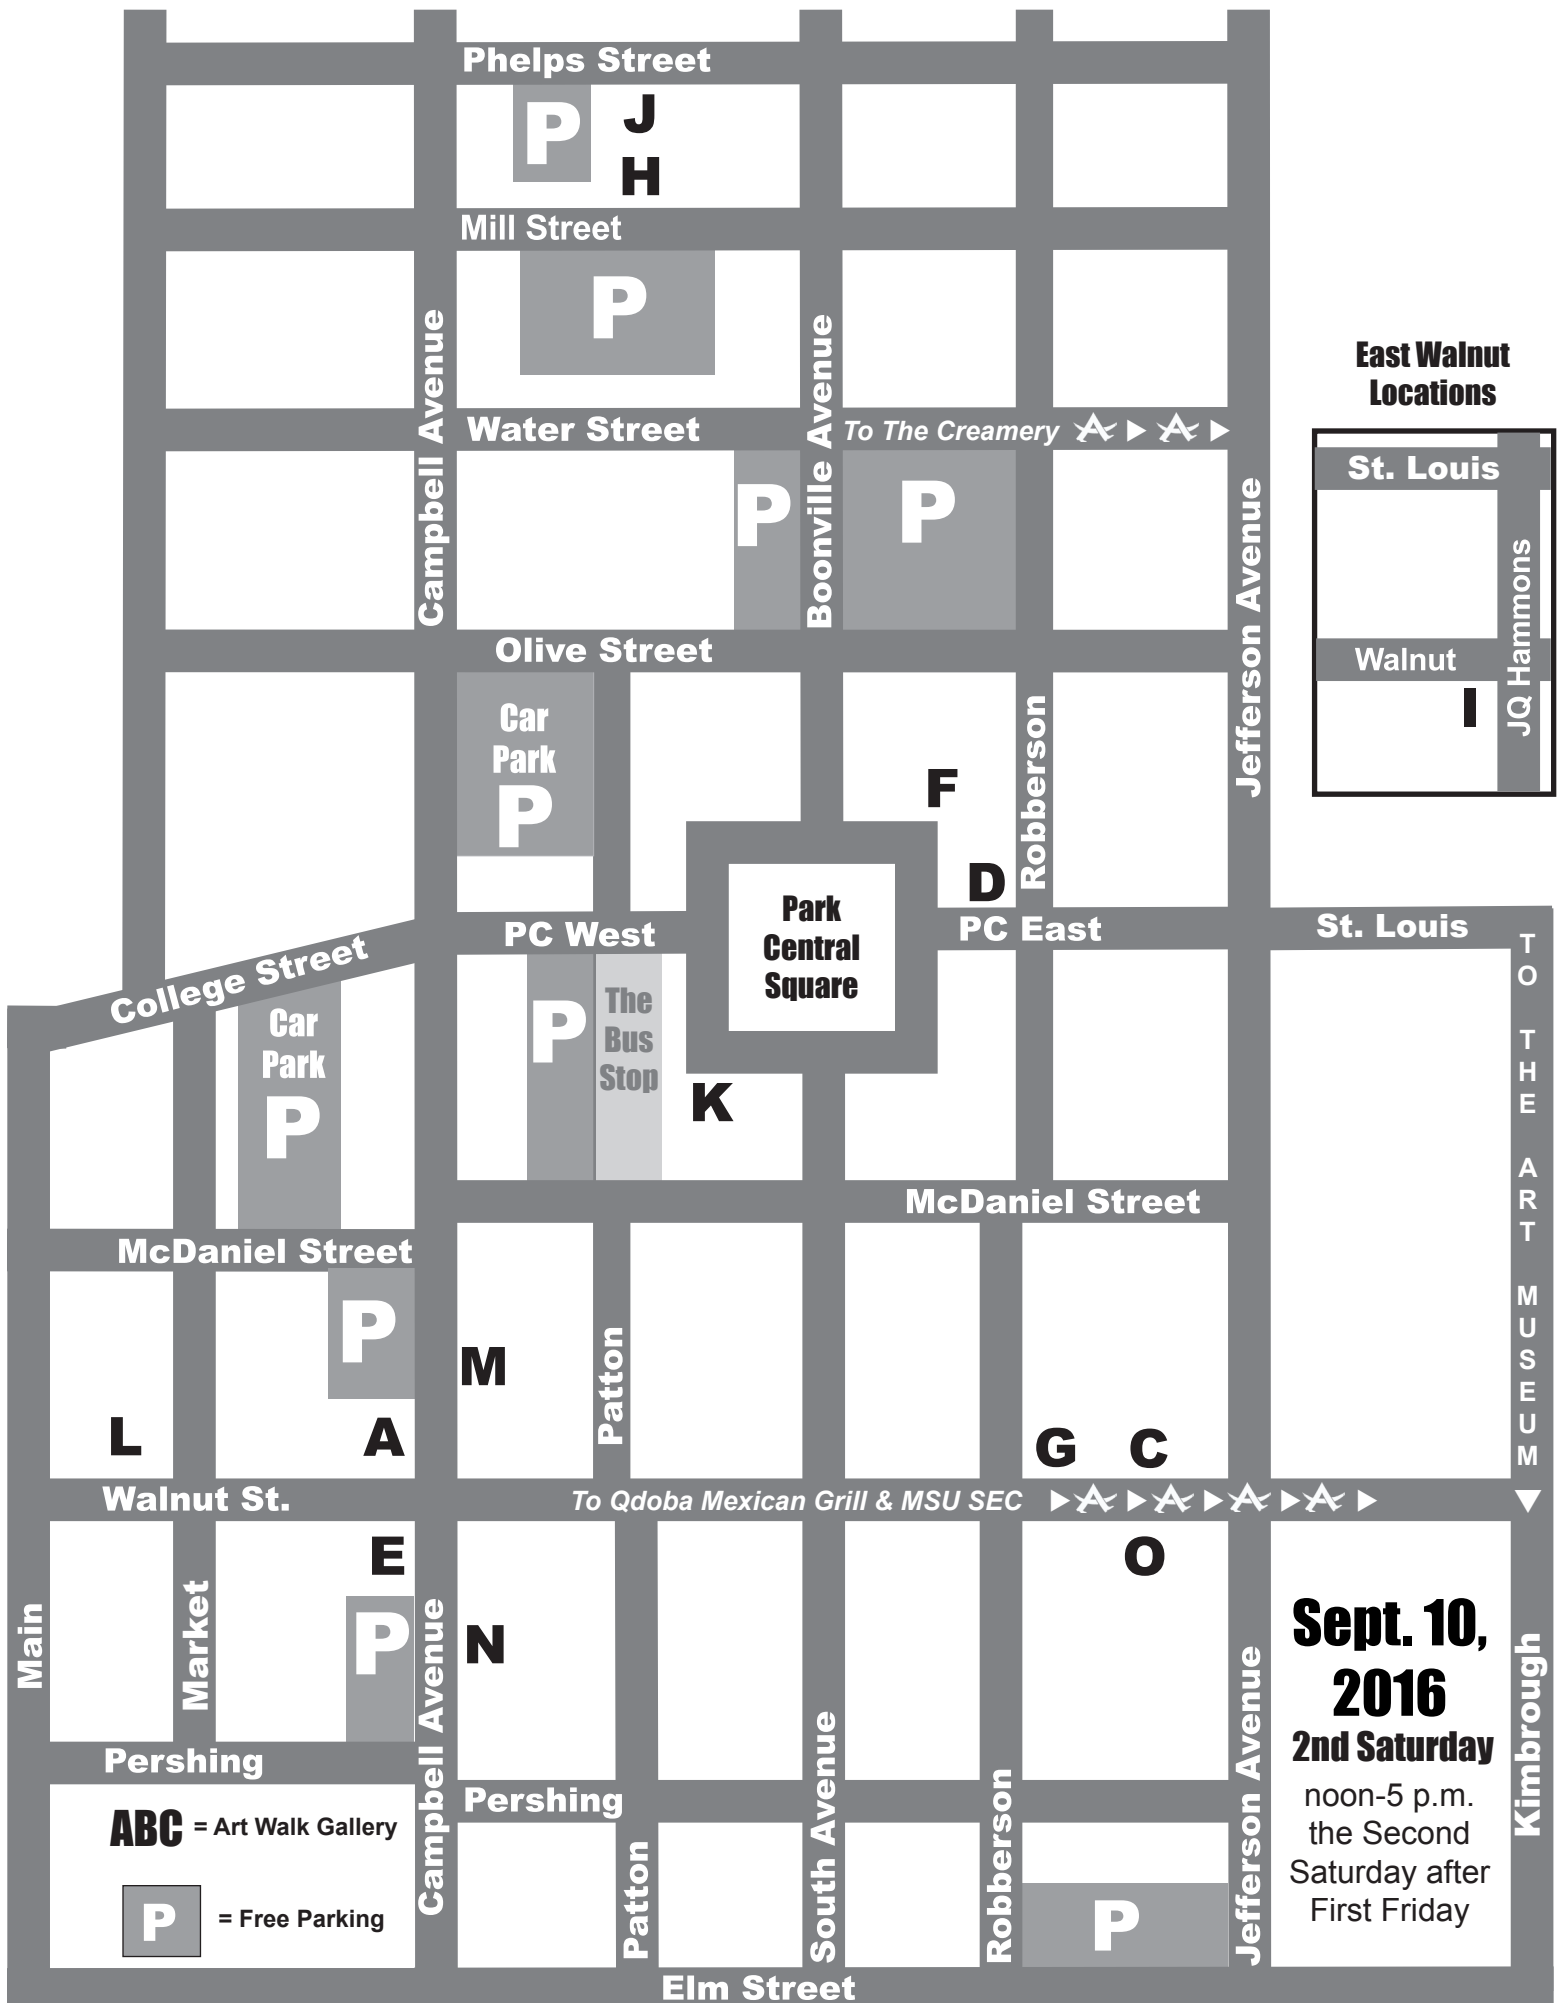 Phelps Street
P
J
H
Mill Street
P
Campbell Avenue
Boonville Avenue
Water Street
To The Creamery
P
P
Jefferson Avenue
East Walnut
Locations
St. Louis
JQ Hammons
Walnut
I
Olive Street
Car
Park
P
F
Robberson
D
Park
Central
Square
PC West
PC East
St. Louis
College Street
TO THE ART MUSEUM
Car
Park
P
P
The
Bus
Stop
K
McDaniel Street
McDaniel Street
P
M
Patton
L
A
G
C
Walnut St.
To Qdoba Mexican Grill & MSU SEC
E
O
P
N
Main
Market
Campbell Avenue
Sept. 10,
2016
2nd Saturday
noon-5 p.m.
the Second
Saturday after
First Friday
Kimbrough
Pershing
Pershing
ABC = Art Walk Gallery
P = Free Parking
Patton
South Avenue
Robberson
P
Jefferson Avenue
Elm Street